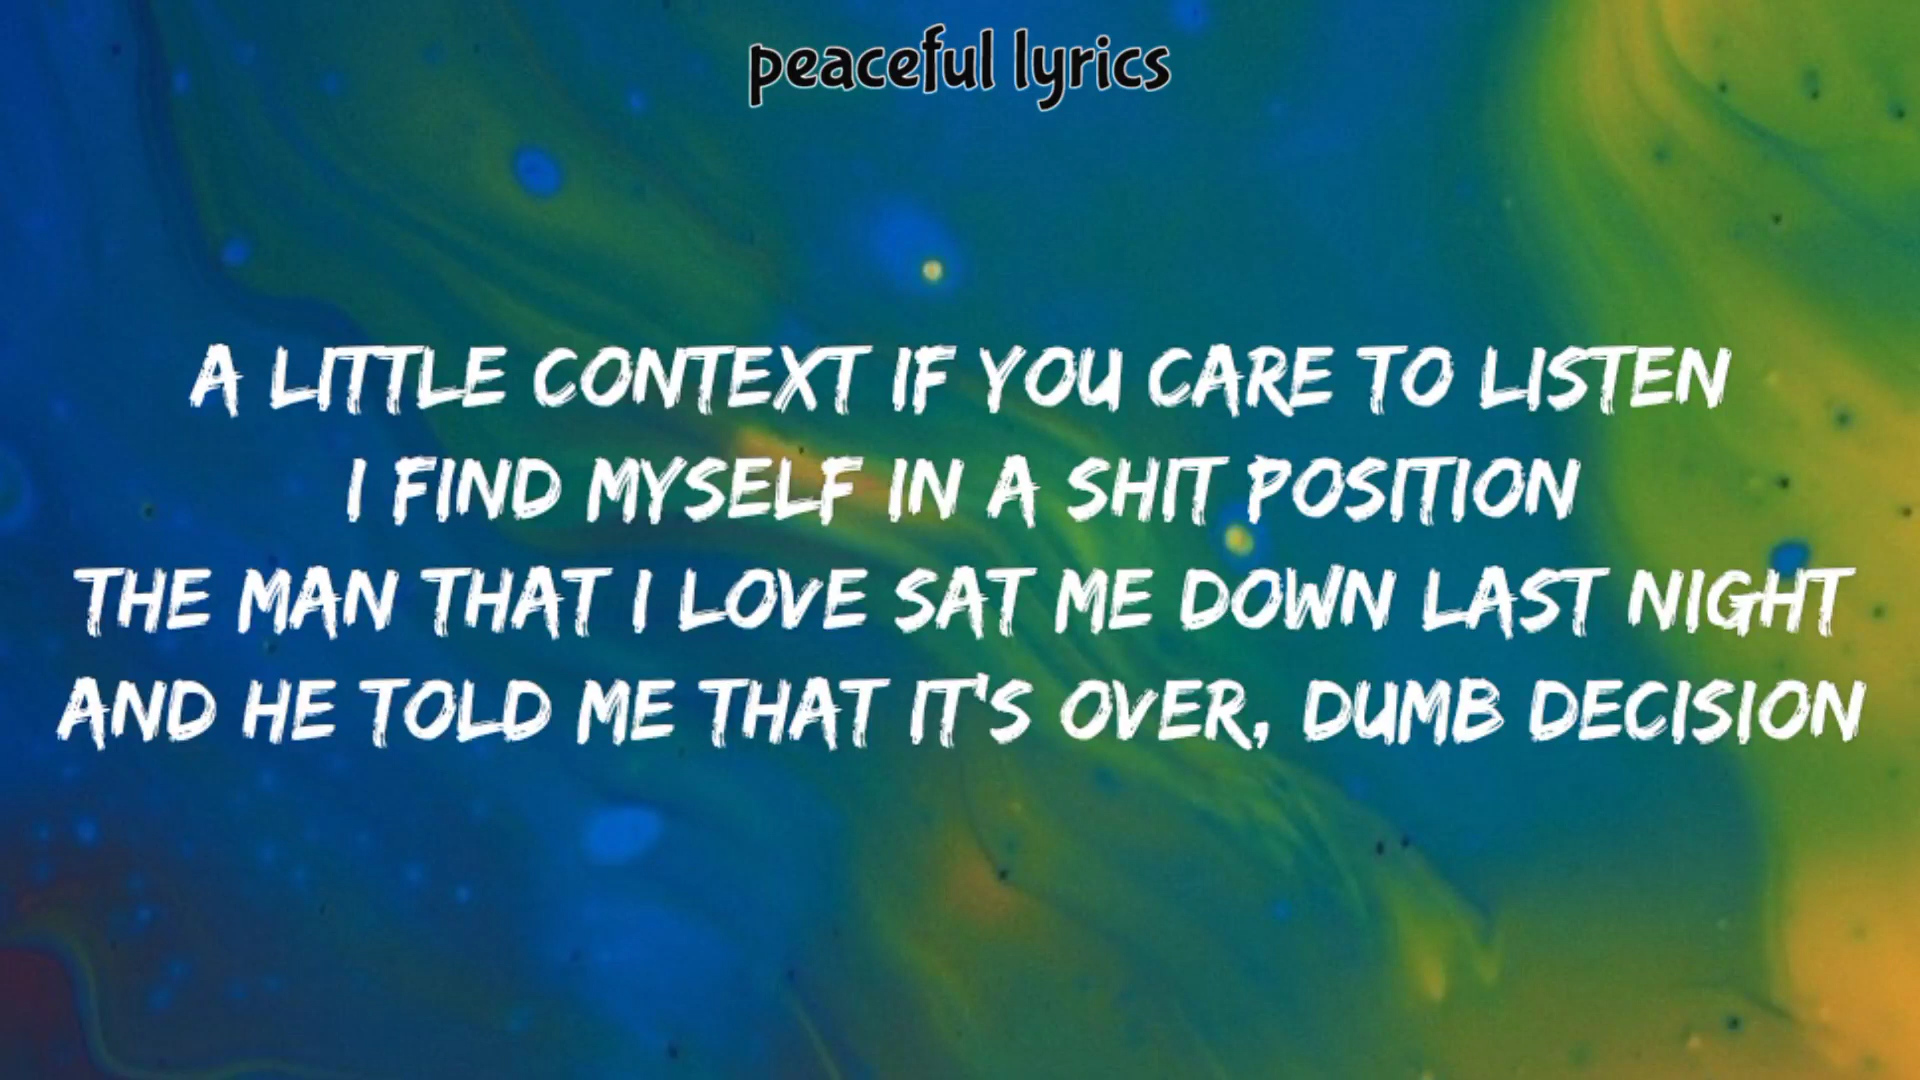 peaceful lyrics
A LITTLE CONTEXT IF YOU CARE TO LISTEN
I FIND MYSELF IN A SHIT POSITION
THE MAN THAT I LOVE SAT ME DOWN LAST NIGHT
AND HE TOLD ME THAT IT'S OVER, DUMB DECISION